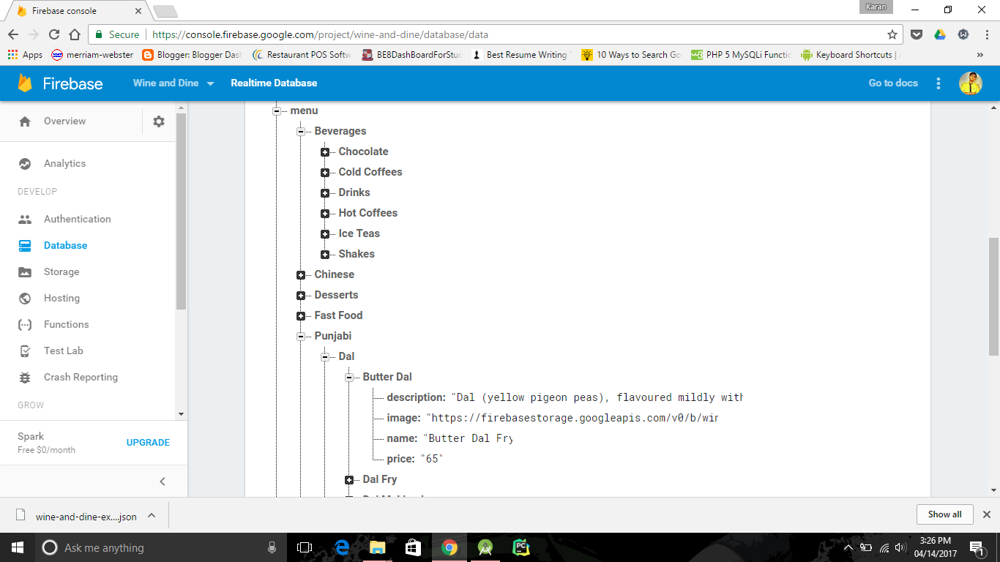 Firebase console
Karan
Secure
https://console.firebase.google.com/project/wine-and-dine/database/data
Apps
merriam-webster
Blogger: Blogger Das
Restaurant POS Softw
BE8DashBoardForStuc
Best Resume Writing
10 Ways to Search Go
PHP 5 MySQLi Functic
Keyboard Shortcuts |
»
Firebase
Wine and Dine
Realtime Database
Go to docs
Overview
Analytics
DEVELOP
Authentication
Database
Storage
Hosting
Functions
Test Lab
Crash Reporting
GROW
Spark
Free $0/month
UPGRADE
menu
Beverages
Chocolate
Cold Coffees
Drinks
Hot Coffees
Ice Teas
Shakes
Chinese
Desserts
Fast Food
Punjabi
Dal
Butter Dal
description: "Dal (yellow pigeon peas), flavoured mildly with
image: "https://firebasestorage.googleapis.com/v0/b/win
name: "Butter Dal Fry
price: "65"
Dal Fry
wine-and-dine-ex....json
Show all
Ask me anything
PC
3:26 PM
04/14/2017
1